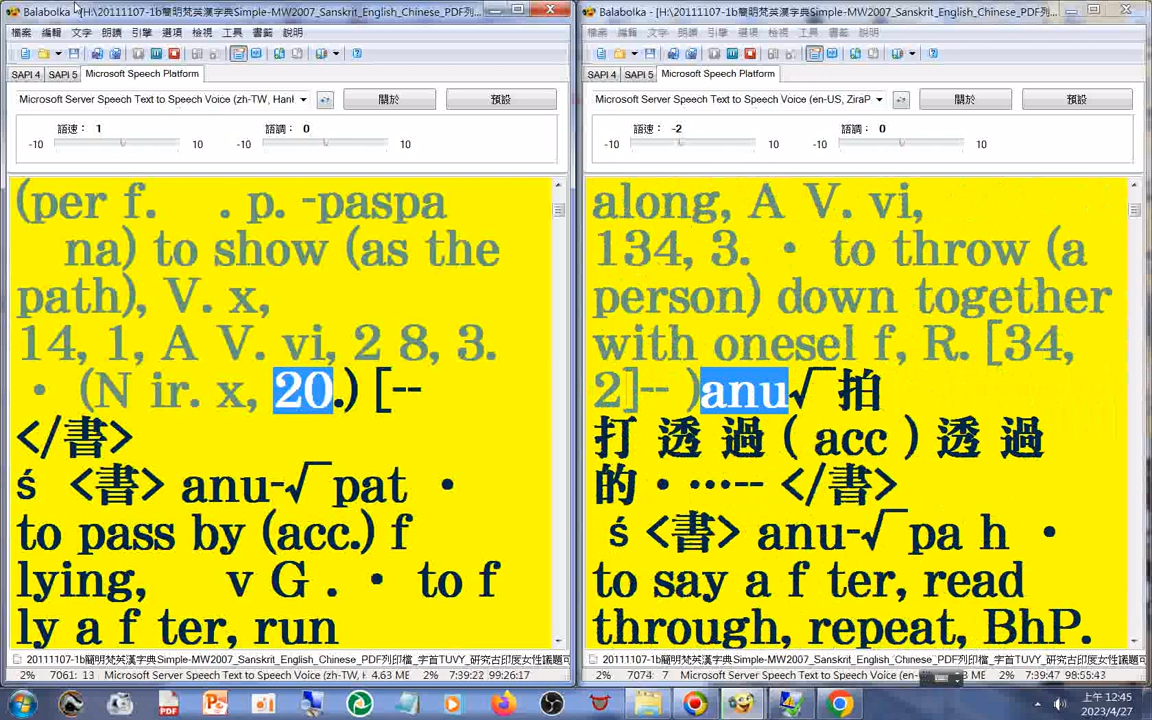 Balabolka - [H:\20111107-1b簡明梵英漢字典Simple-MW2007_Sanskrit_English_Chinese_PDF列...
檔案 編輯 文字 朗讀 引擎 選項 檢視 工具 書籤 說明
SAPI 4 SAPI 5 Microsoft Speech Platform
Microsoft Server Speech Text to Speech Voice (zh-TW, Hanl
關於 預設
語速： 1 語調： 0
-10 10 -10 10
(per f. . p. -paspa
na) to show (as the
path), V. x,
14, 1, A V. vi, 2 8, 3.
• (N ir. x, 20.) [--
</書>
ś <書> anu-√pat •
to pass by (acc.) f
lying, v G . • to f
ly a f ter, run
20111107-1b簡明梵英漢字典Simple-MW2007_Sanskrit_English_Chinese_PDF列印檔_字首TUVY_研究古印度女性議題可
2% 7061: 13 Microsoft Server Speech Text to Speech Voice (zh-TW, H 4.63 ME 2% 7:39:22 99:26:17
Balabolka - [H:\20111107-1b簡明梵英漢字典Simple-MW2007_Sanskrit_English_Chinese_PDF列...
檔案 編輯 文字 朗讀 引擎 選項 檢視 工具 書籤 說明
SAPI 4 SAPI 5 Microsoft Speech Platform
Microsoft Server Speech Text to Speech Voice (en-US, ZiraP
關於 預設
語速： -2 語調： 0
-10 10 -10 10
along, A V. vi,
134, 3. • to throw (a
person) down together
with onesel f, R. [34,
2]-- )anu√拍
打 透 過 ( acc ) 透 過
的 • …-- </書>
ś <書> anu-√pa h •
to say a f ter, read
through, repeat, BhP.
20111107-1b簡明梵英漢字典Simple-MW2007_Sanskrit_English_Chinese_PDF列印檔_字首TUVY_研究古印度女性議題可
2% 7074: 7 Microsoft Server Speech Text to Speech Voice (en-US, 2% 7:39:47 98:55:43
上午 12:45
2023/4/27